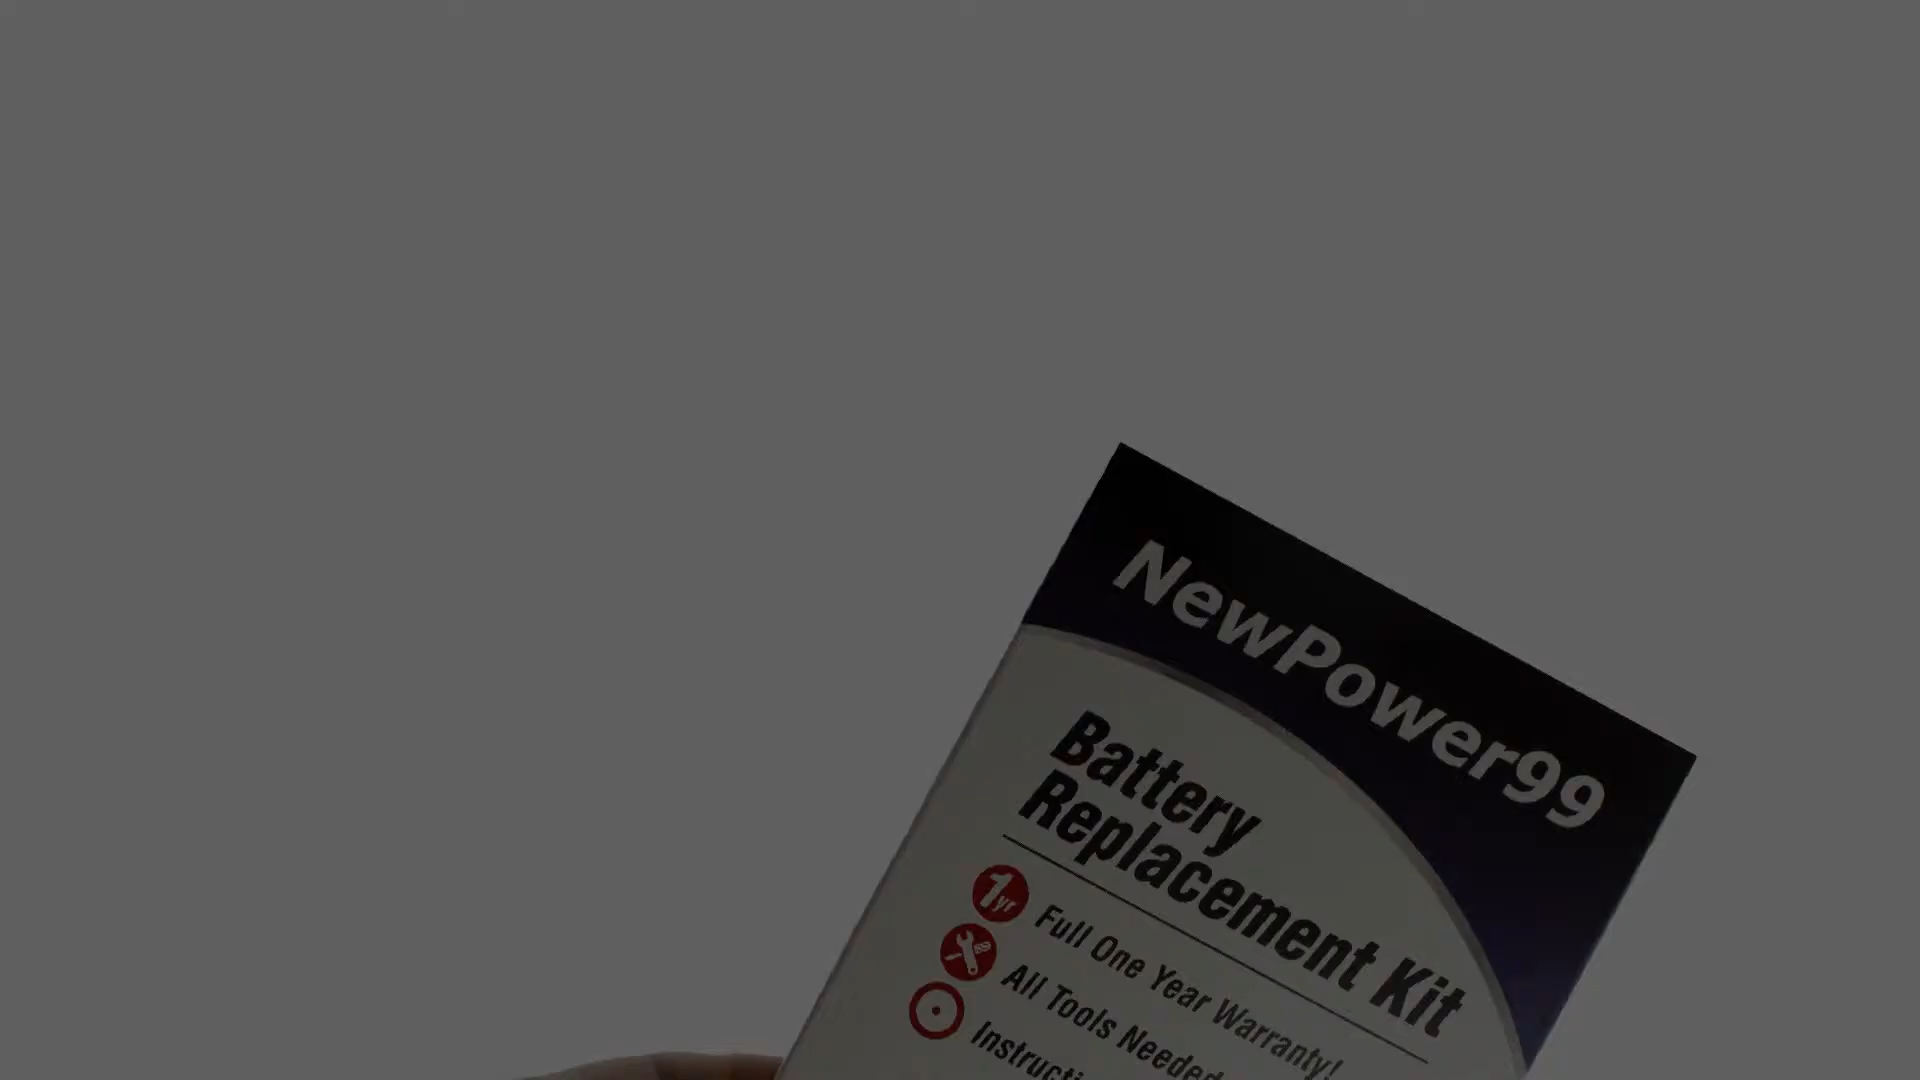 NewPower99
Battery
Replacement Kit
1yr
Full One Year Warranty!
All Tools Needed